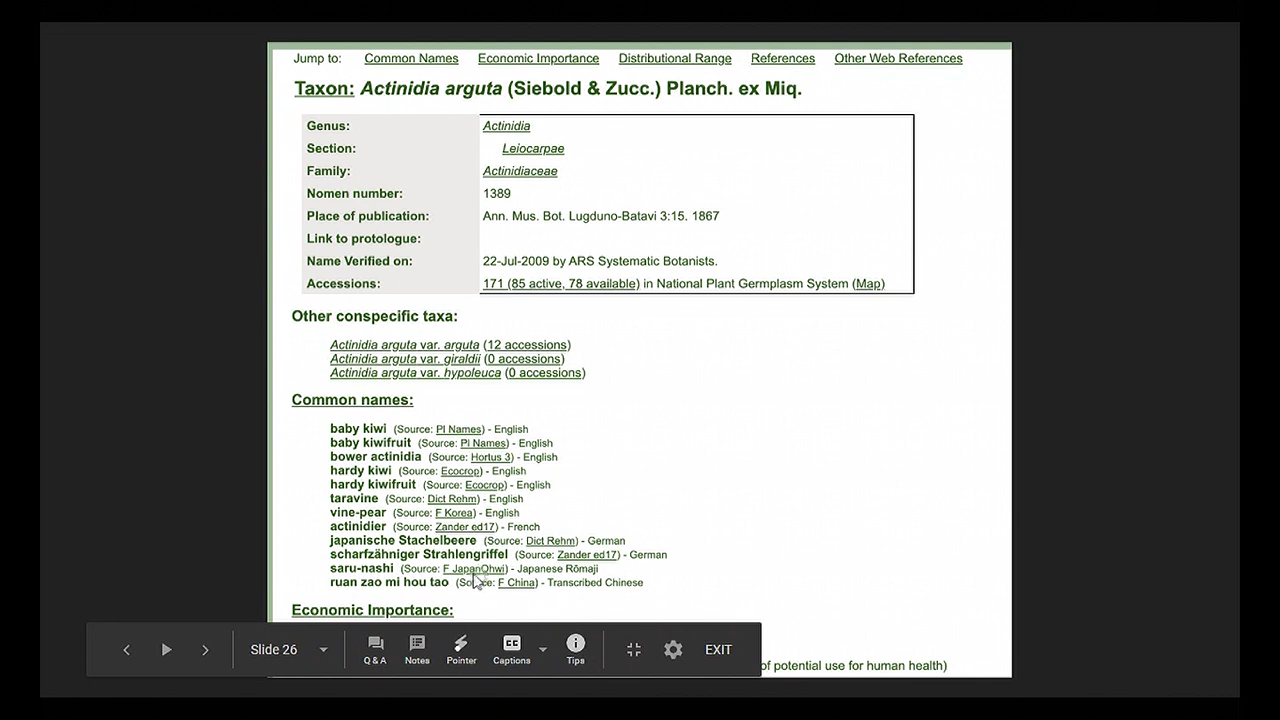 Jump to: Common Names Economic Importance Distributional Range References Other Web References
Taxon: Actinidia arguta (Siebold & Zucc.) Planch. ex Miq.
Genus: Actinidia
Section: Leiocarpae
Family: Actinidiaceae
Nomen number: 1389
Place of publication: Ann. Mus. Bot. Lugduno-Batavi 3:15. 1867
Link to protologue:
Name Verified on: 22-Jul-2009 by ARS Systematic Botanists.
Accessions: 171 (85 active, 78 available) in National Plant Germplasm System (Map)
Other conspecific taxa:
Actinidia arguta var. arguta (12 accessions)
Actinidia arguta var. giraldii (0 accessions)
Actinidia arguta var. hypoleuca (0 accessions)
Common names:
baby kiwi (Source: Pl Names) - English
baby kiwifruit (Source: Pl Names) - English
bower actinidia (Source: Hortus 3) - English
hardy kiwi (Source: Ecocrop) - English
hardy kiwifruit (Source: Ecocrop) - English
taravine (Source: Dict Rehm) - English
vine-pear (Source: F Korea) - English
actinidier (Source: Zander ed17) - French
japanische Stachelbeere (Source: Dict Rehm) - German
scharfzähniger Strahlengriffel (Source: Zander ed17) - German
saru-nashi (Source: F JapanOhwi) - Japanese Rōmaji
ruan zao mi hou tao (Source: F China) - Transcribed Chinese
Economic Importance:
of potential use for human health)
Slide 26 Q & A Notes Pointer CC Captions Tips EXIT